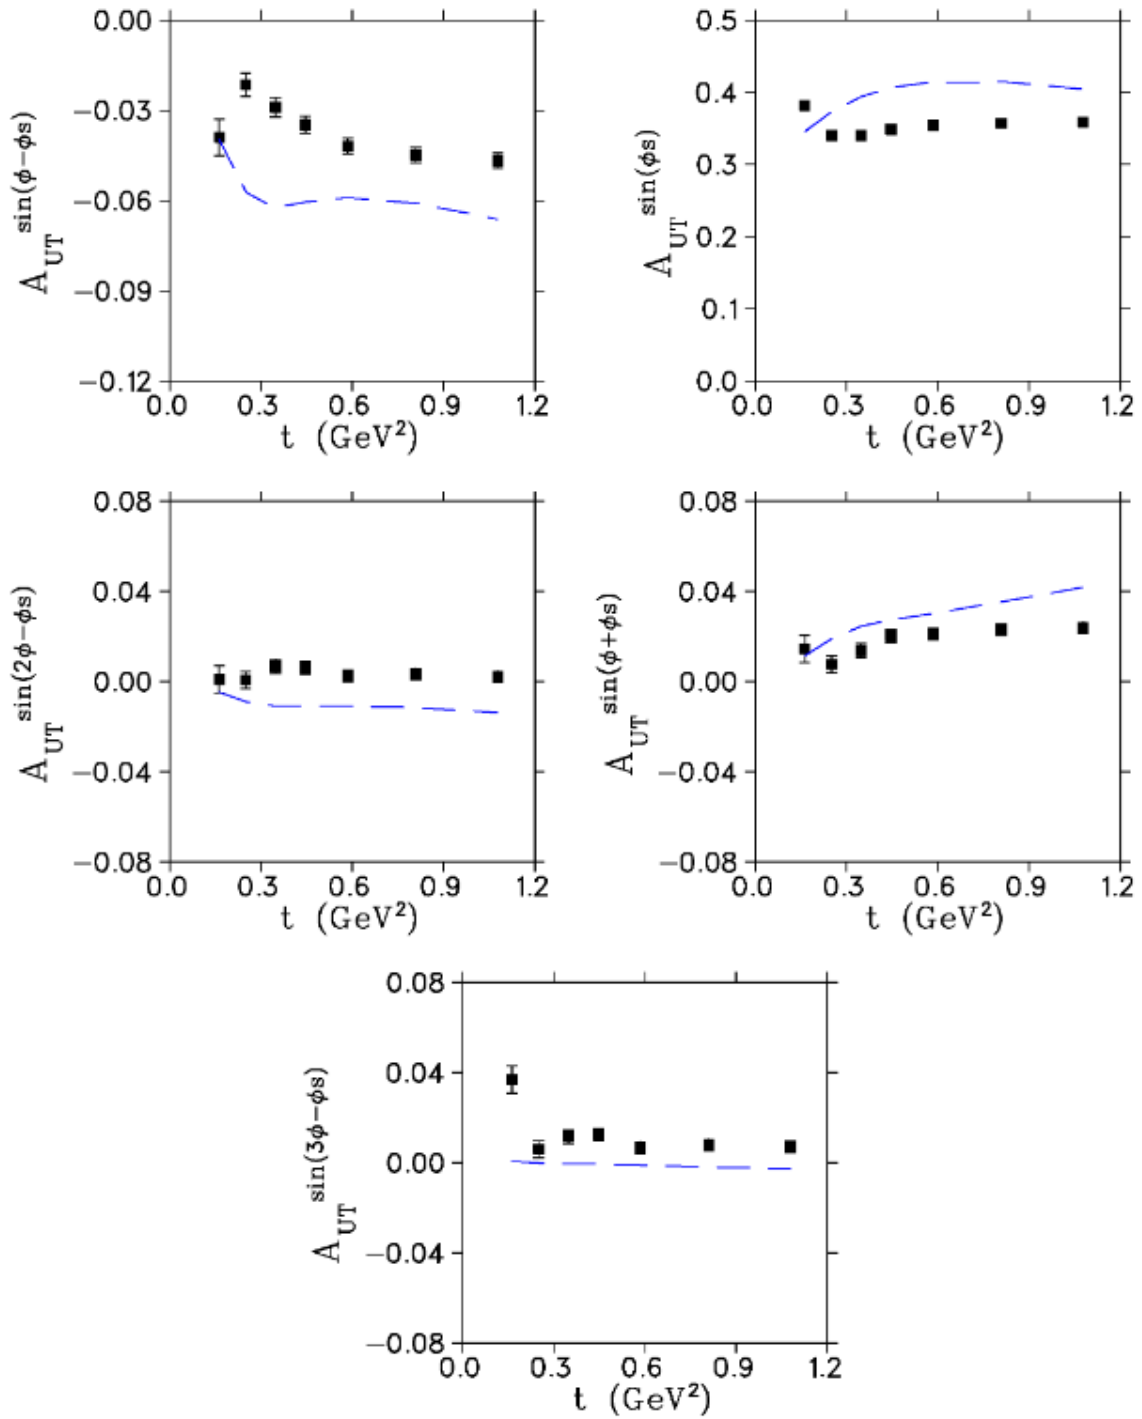 0.00
−0.03
−0.06
−0.09
−0.12
A_UT^sin(ϕ−ϕs)
0.0 0.3 0.6 0.9 1.2
t (GeV²)
0.5
0.4
0.3
0.2
0.1
0.0
A_UT^sin(ϕs)
0.0 0.3 0.6 0.9 1.2
t (GeV²)
0.08
0.04
0.00
−0.04
−0.08
A_UT^sin(2ϕ−ϕs)
0.0 0.3 0.6 0.9 1.2
t (GeV²)
0.08
0.04
0.00
−0.04
−0.08
A_UT^sin(ϕ+ϕs)
0.0 0.3 0.6 0.9 1.2
t (GeV²)
0.08
0.04
0.00
−0.04
−0.08
A_UT^sin(3ϕ−ϕs)
0.0 0.3 0.6 0.9 1.2
t (GeV²)